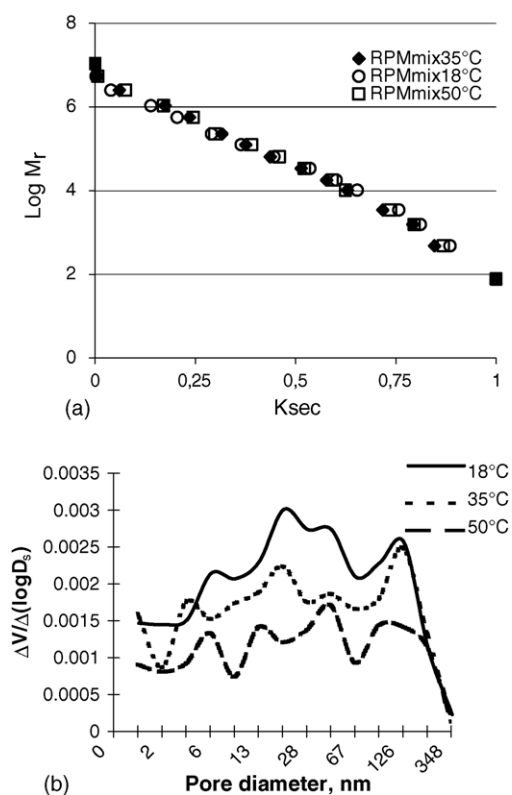 8
6
4
2
0
Log Mr
◆ RPMmix35°C
○ RPMmix18°C
□ RPMmix50°C
0 0,25 0,5 0,75 1
(a) Ksec
0.0035
0.003
0.0025
0.002
0.0015
0.001
0.0005
0
ΔV/Δ(logDs)
18°C
35°C
50°C
0 2 6 13 28 67 126 348
(b) Pore diameter, nm